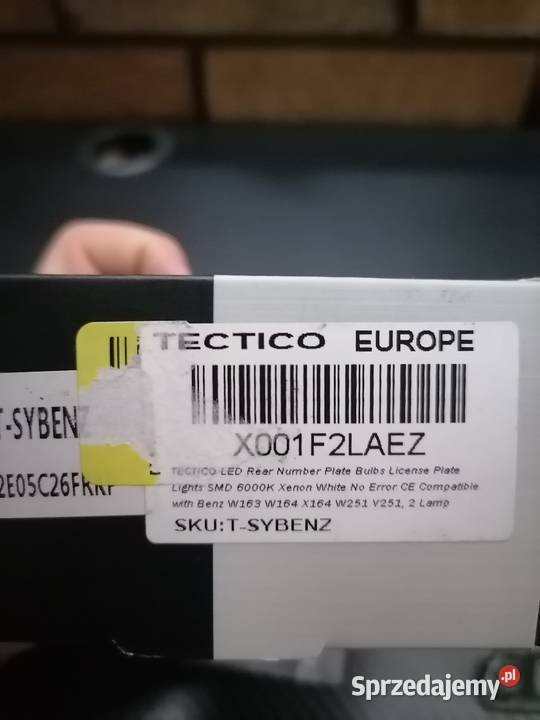 TECTICO EUROPE
X001F2LAEZ
TECTICO LED Rear Number Plate Bulbs License Plate
Lights SMD 6000K Xenon White No Error CE Compatible
with Benz W163 W164 X164 W251 V251, 2 Lamp
SKU:T-SYBENZ
T-SYBENZ
2E05C26FRKF
Sprzedajemy.pl